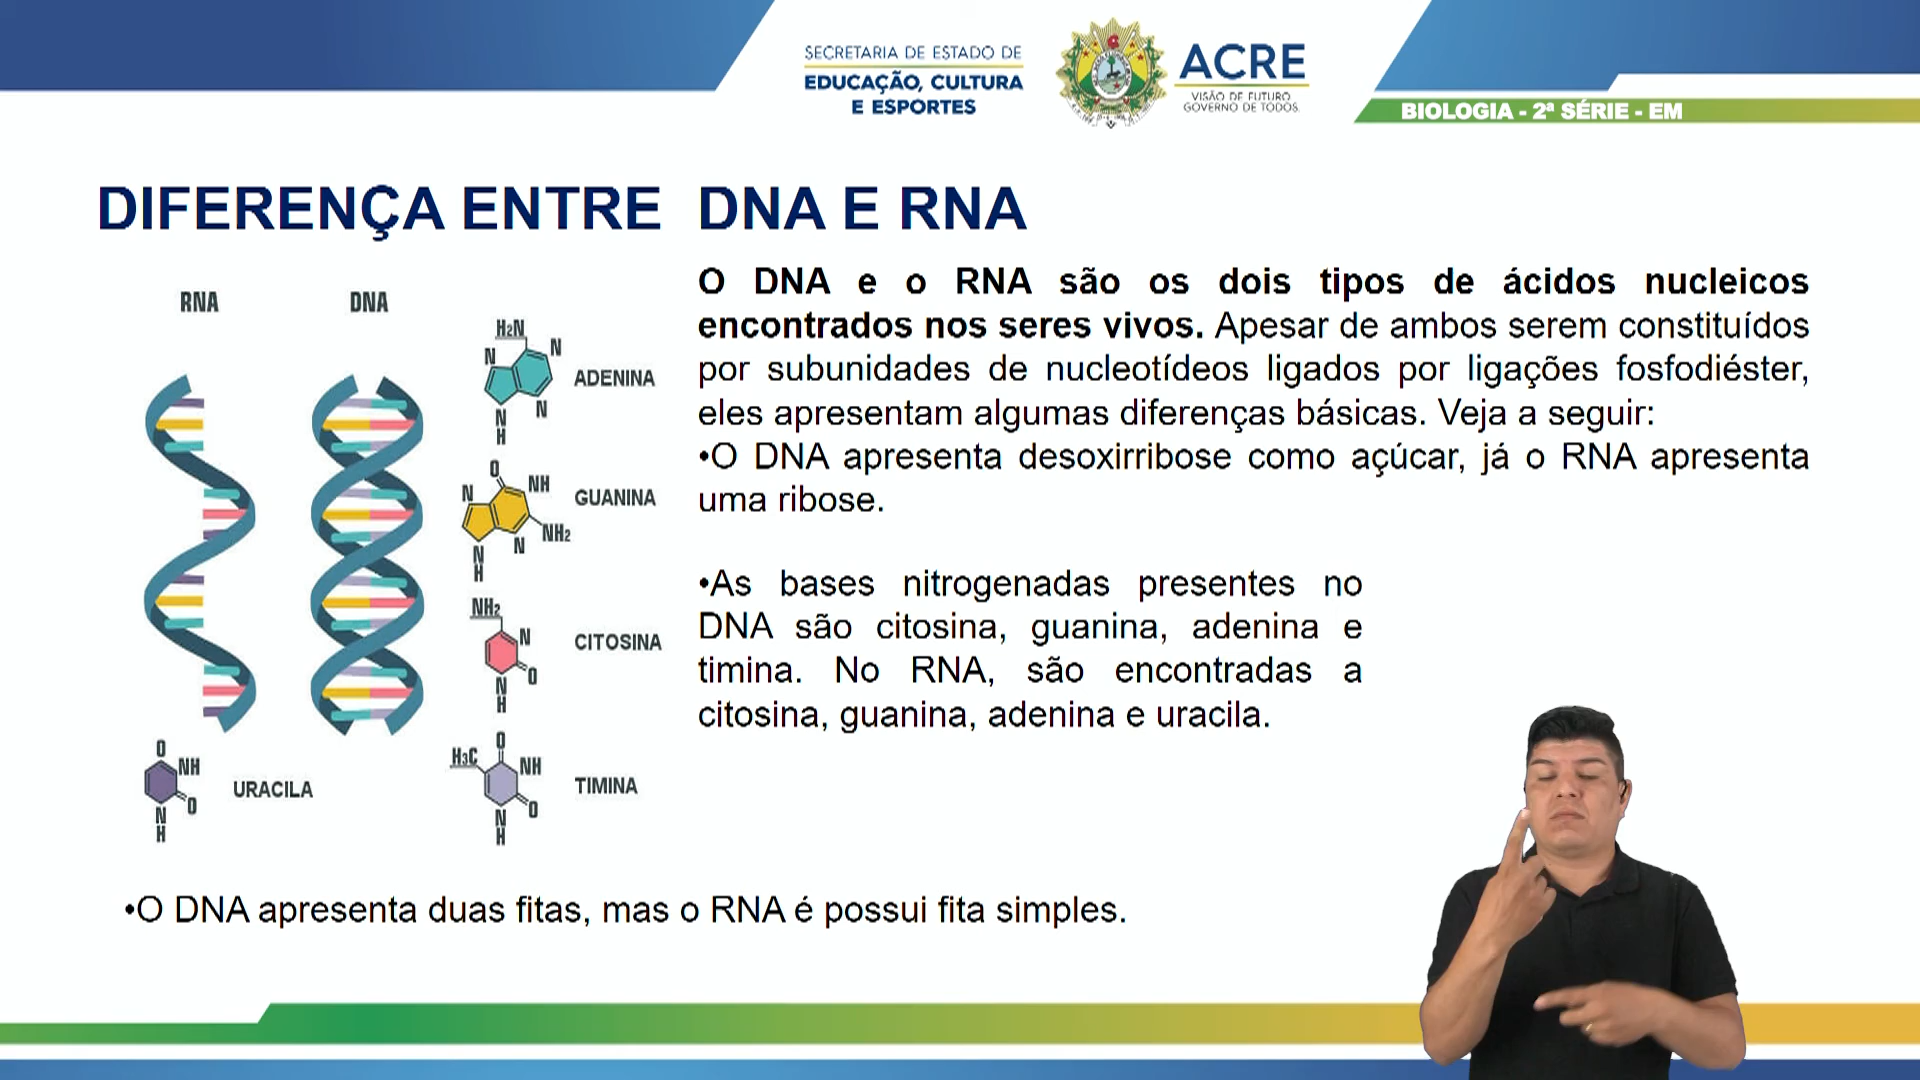 SECRETARIA DE ESTADO DE
EDUCAÇÃO, CULTURA
E ESPORTES
ACRE
VISÃO DE FUTURO
GOVERNO DE TODOS
BIOLOGIA - 2ª SÉRIE - EM
DIFERENÇA ENTRE DNA E RNA
RNA
DNA
H₂N
N
N
N
N
H
ADENINA
O
N
NH
NH₂
N
N
H
GUANINA
NH₂
N
O
N
H
CITOSINA
O
NH
O
N
H
URACILA
O
H₃C
NH
O
N
H
TIMINA
O DNA e o RNA são os dois tipos de ácidos nucleicos
encontrados nos seres vivos. Apesar de ambos serem constituídos
por subunidades de nucleotídeos ligados por ligações fosfodiéster,
eles apresentam algumas diferenças básicas. Veja a seguir:
•O DNA apresenta desoxirribose como açúcar, já o RNA apresenta
uma ribose.
•As bases nitrogenadas presentes no
DNA são citosina, guanina, adenina e
timina. No RNA, são encontradas a
citosina, guanina, adenina e uracila.
•O DNA apresenta duas fitas, mas o RNA é possui fita simples.